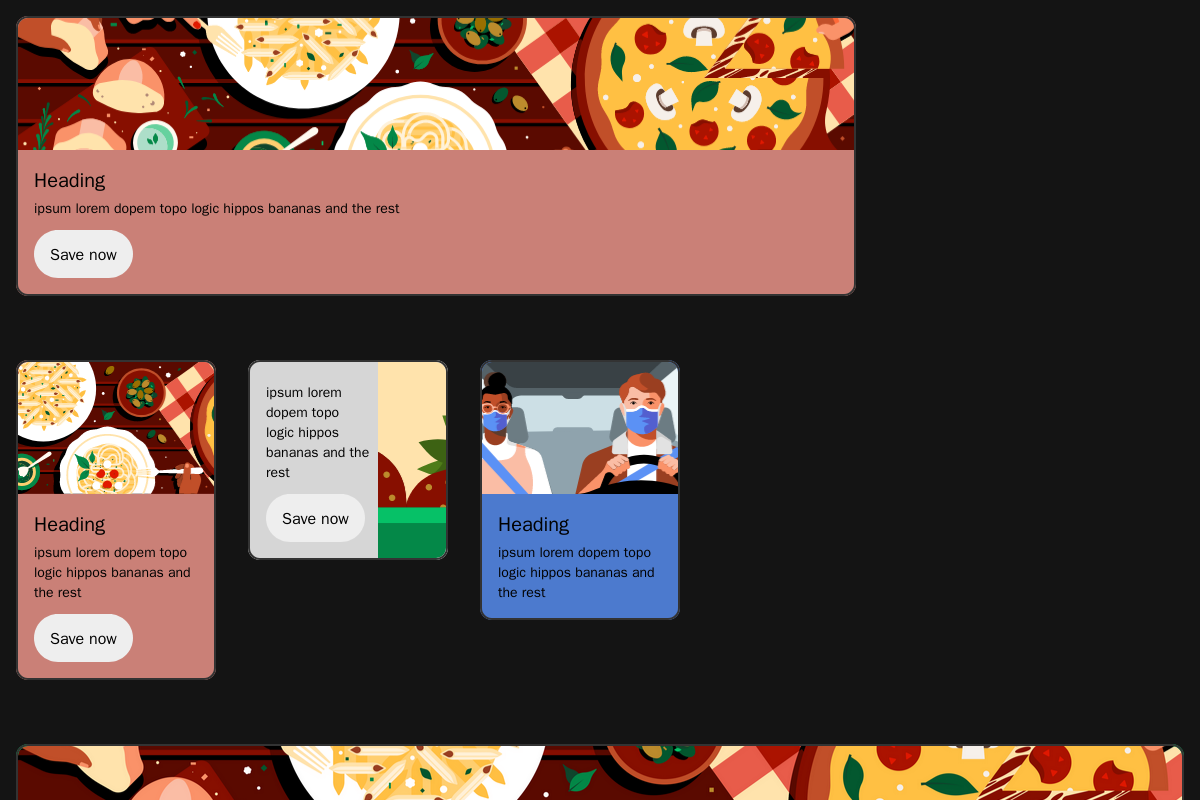 Heading
ipsum lorem dopem topo logic hippos bananas and the rest
Save now
Heading
ipsum lorem dopem topo
logic hippos bananas and
the rest
Save now
ipsum lorem
dopem topo
logic hippos
bananas and the
rest
Save now
Heading
ipsum lorem dopem topo
logic hippos bananas and
the rest